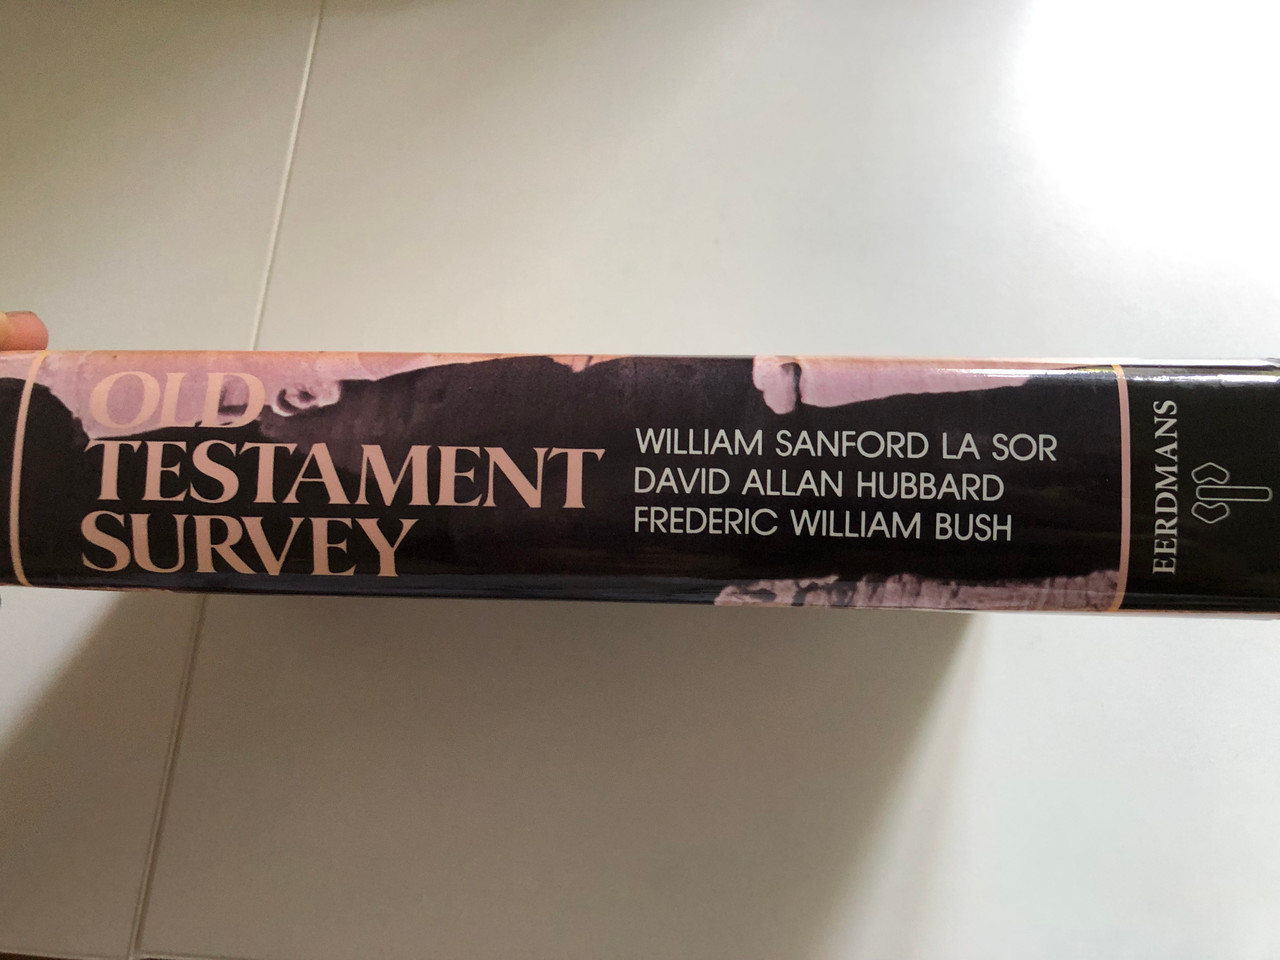 OLD
TESTAMENT
SURVEY
WILLIAM SANFORD LA SOR
DAVID ALLAN HUBBARD
FREDERIC WILLIAM BUSH
EERDMANS